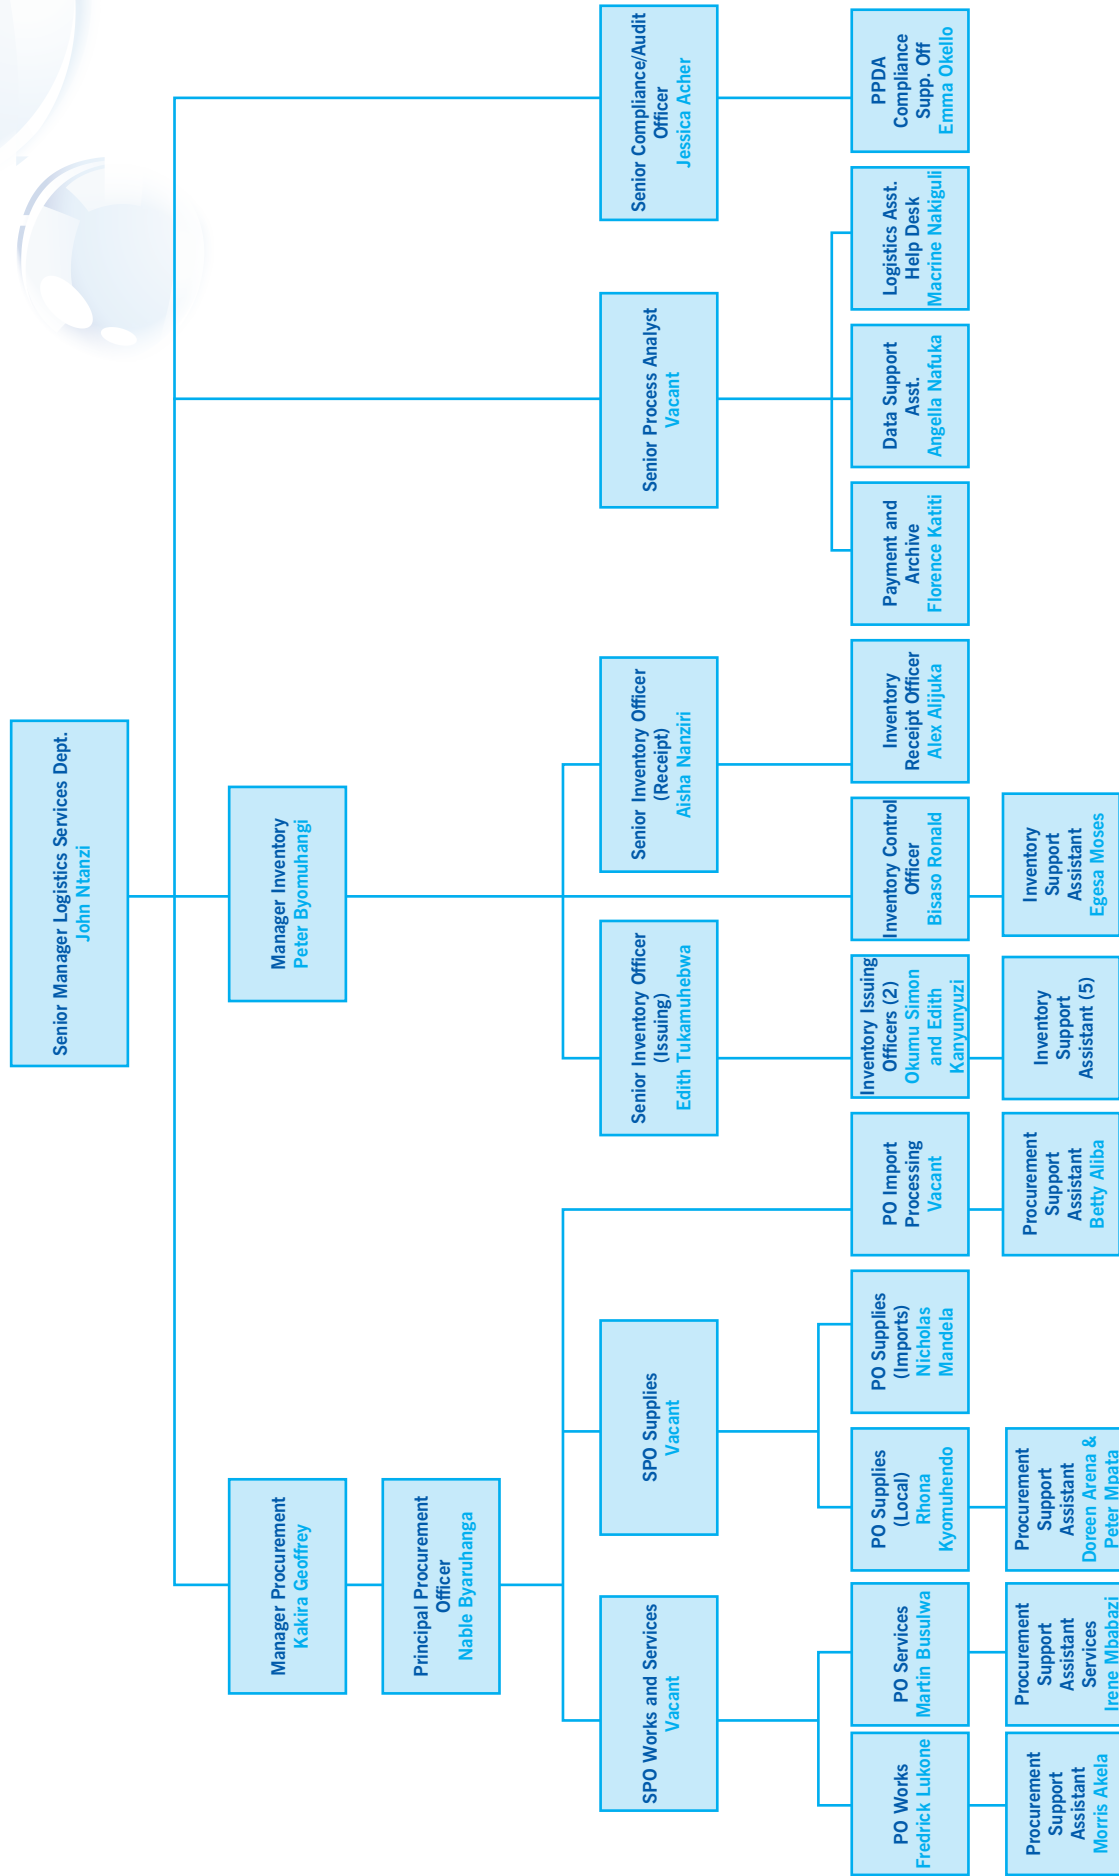 Senior Manager Logistics Services Dept.
John Ntanzi
Manager Procurement
Kakira Geoffrey
Manager Inventory
Peter Byomuhangi
Principal Procurement
Officer
Nable Byaruhanga
SPO Works and Services
Vacant
SPO Supplies
Vacant
Senior Inventory Officer
(Issuing)
Edith Tukamuhebwa
Senior Inventory Officer
(Receipt)
Aisha Nanziri
Senior Process Analyst
Vacant
Senior Compliance/Audit
Officer
Jessica Acher
PO Works
Fredrick Lukone
PO Services
Martin Busulwa
PO Supplies
(Local)
Rhona
Kyomuhendo
PO Supplies
(Imports)
Nicholas
Mandela
PO Import
Processing
Vacant
Inventory Issuing
Officers (2)
Okumu Simon
and Edith
Kanyunyuzi
Inventory Control
Officer
Bisaso Ronald
Inventory
Receipt Officer
Alex Alijuka
Payment and
Archive
Florence Katiti
Data Support
Asst.
Angella Nafuka
Logistics Asst.
Help Desk
Macrine Nakiguli
PPDA
Compliance
Supp. Off
Emma Okello
Procurement
Support
Assistant
Morris Akela
Procurement
Support
Assistant
Services
Irene Mbabazi
Procurement
Support
Assistant
Doreen Arena &
Peter Mpata
Procurement
Support
Assistant
Betty Aliba
Inventory
Support
Assistant (5)
Inventory
Support
Assistant
Egesa Moses